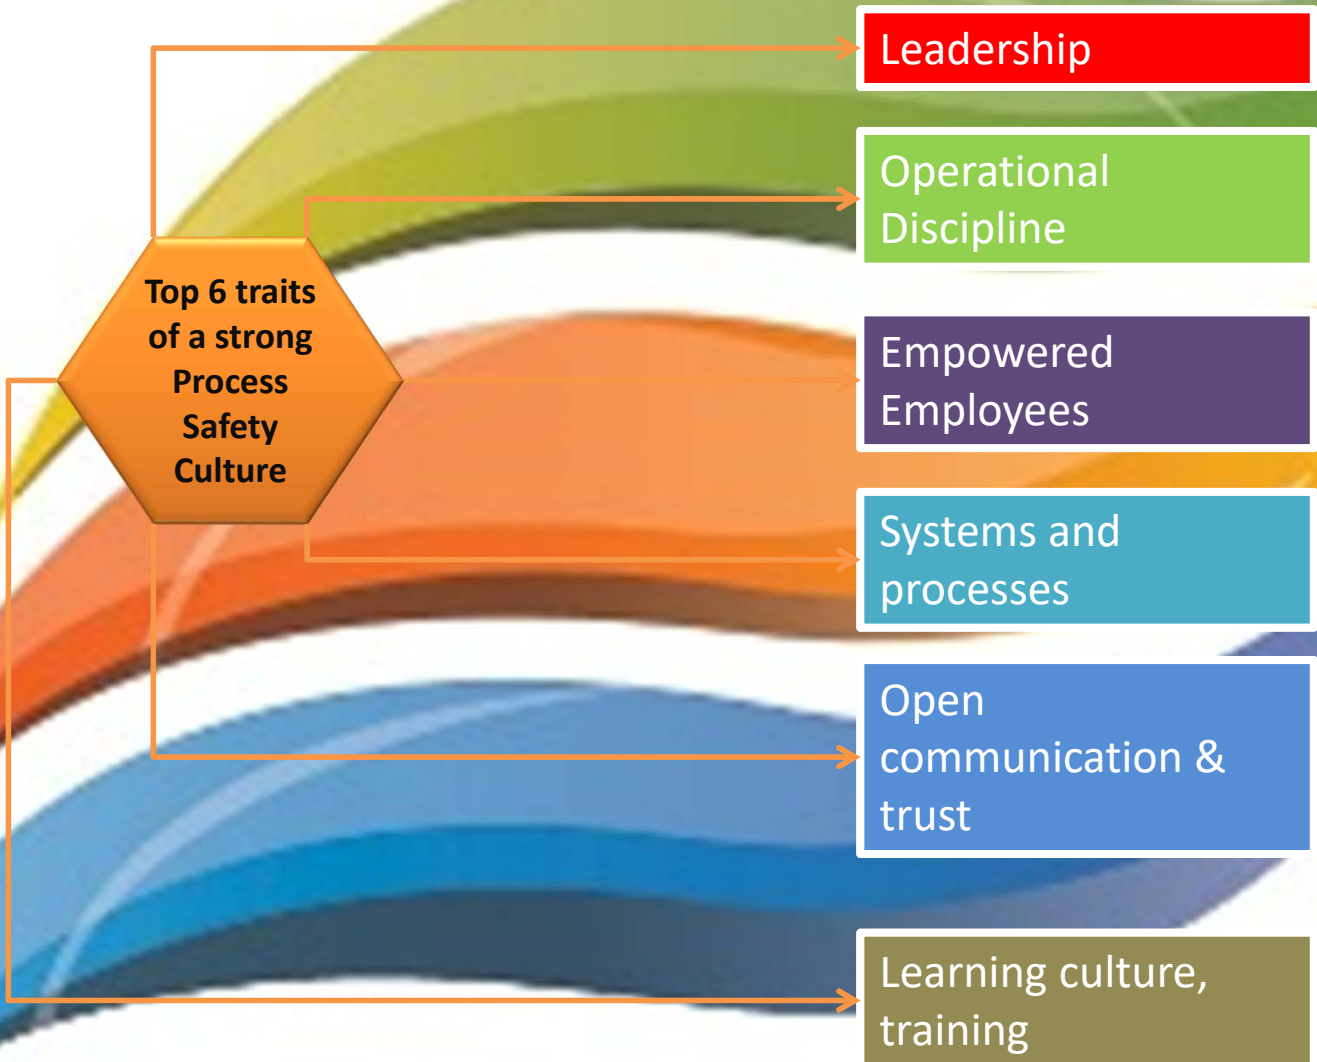 Leadership
Operational
Discipline
Top 6 traits
of a strong
Process
Safety
Culture
Empowered
Employees
Systems and
processes
Open
communication &
trust
Learning culture,
training